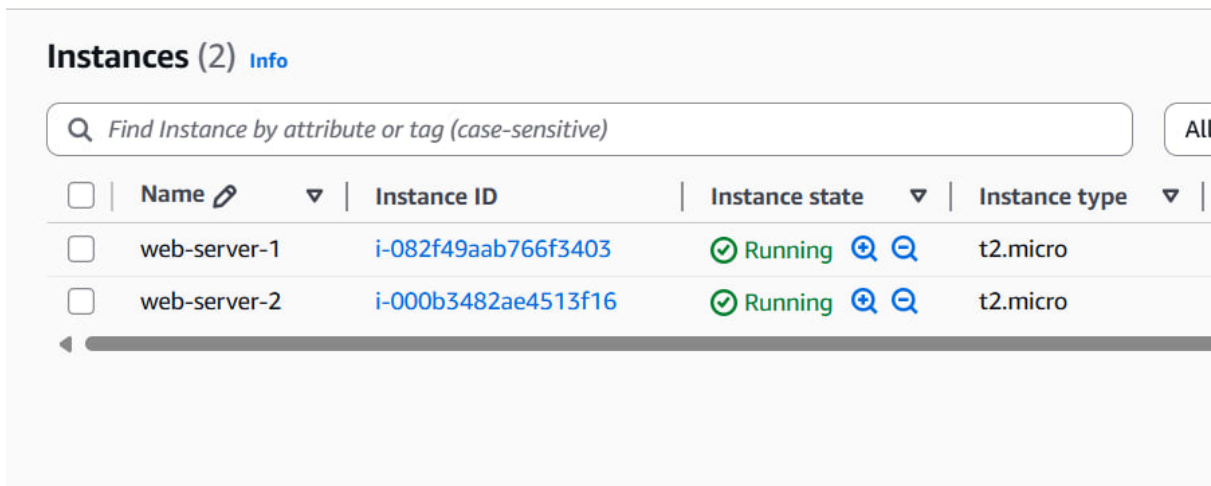 Instances (2) Info
Find Instance by attribute or tag (case-sensitive)
All
Name Instance ID Instance state Instance type
web-server-1 i-082f49aab766f3403 Running t2.micro
web-server-2 i-000b3482ae4513f16 Running t2.micro